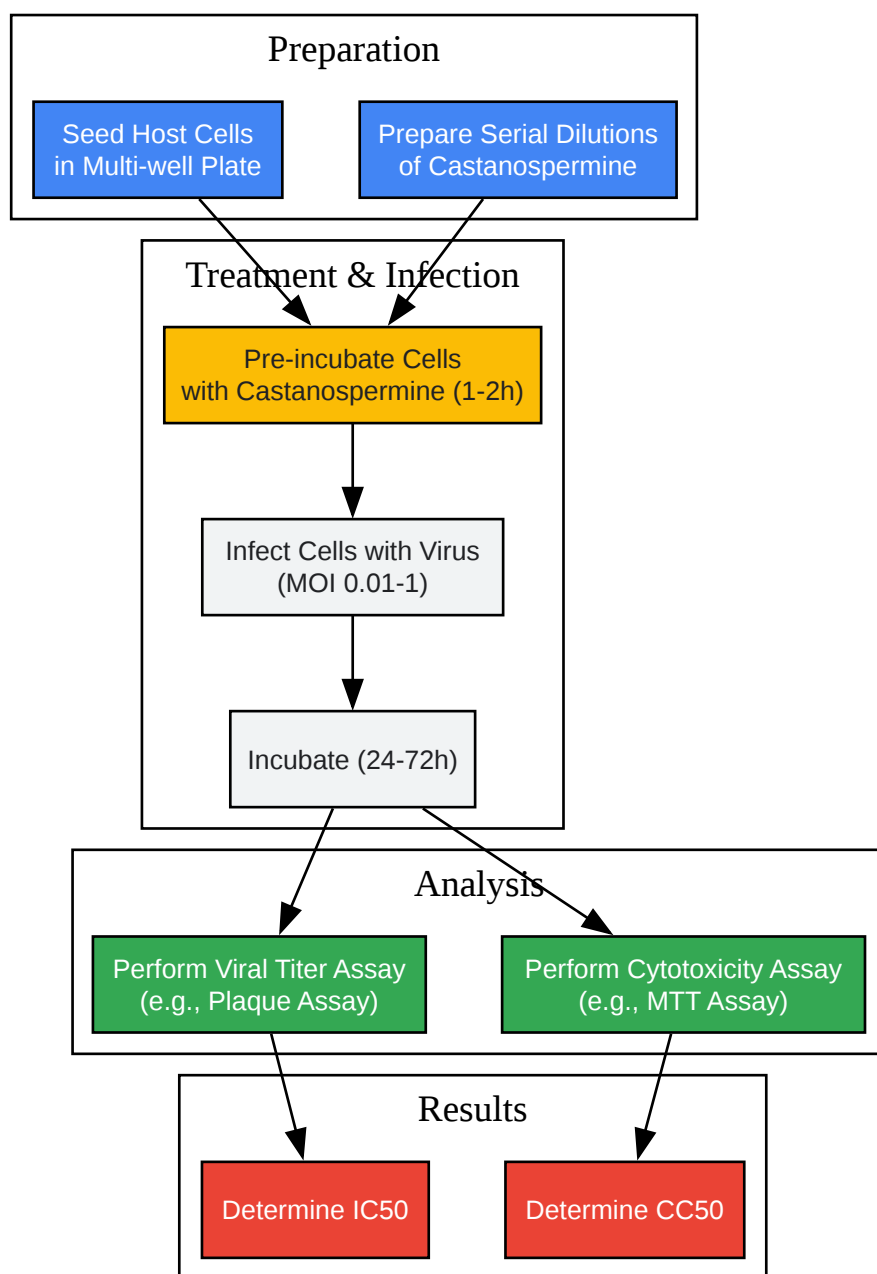 Preparation
Seed Host Cells
in Multi-well Plate
Prepare Serial Dilutions
of Castanospermine
Treatment & Infection
Pre-incubate Cells
with Castanospermine (1-2h)
Infect Cells with Virus
(MOI 0.01-1)
Incubate (24-72h)
Analysis
Perform Viral Titer Assay
(e.g., Plaque Assay)
Perform Cytotoxicity Assay
(e.g., MTT Assay)
Results
Determine IC50
Determine CC50